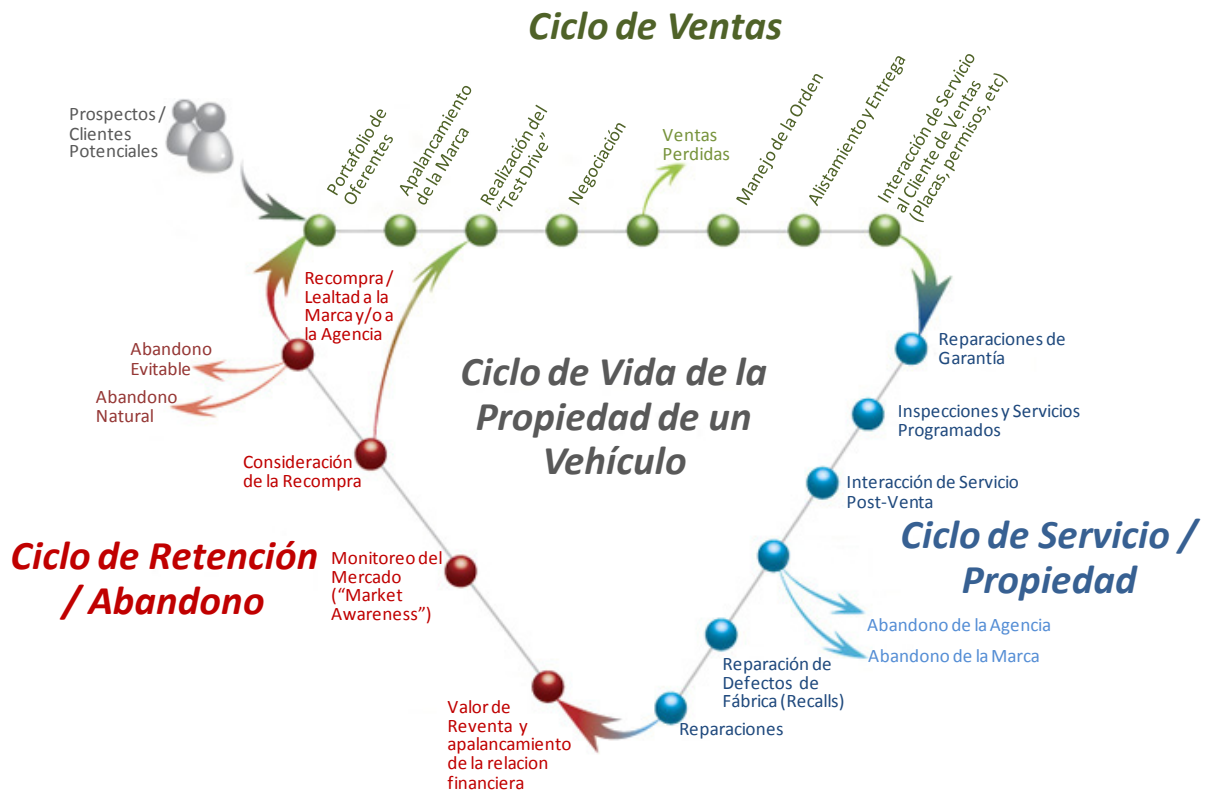 Ciclo de Ventas
Prospectos /
Clientes
Potenciales
Portafolio de
Oferentes
Apalancamiento
de la Marca
Realización del
“Test Drive”
Negociación
Ventas
Perdidas
Manejo de la Orden
Alistamiento y Entrega
Interacción de Servicio
al Cliente de Ventas
(Placas, permisos, etc)
Recompra /
Lealtad a la
Marca y/o a
la Agencia
Abandono
Evitable
Abandono
Natural
Ciclo de Vida de la
Propiedad de un
Vehículo
Reparaciones de
Garantía
Inspecciones y Servicios
Programados
Consideración
de la Recompra
Interacción de Servicio
Post-Venta
Ciclo de Retención
/ Abandono
Monitoreo del
Mercado
(“Market
Awareness”)
Ciclo de Servicio /
Propiedad
Abandono de la Agencia
Abandono de la Marca
Reparación de
Defectos de
Fábrica (Recalls)
Reparaciones
Valor de
Reventa y
apalancamiento
de la relacion
financiera